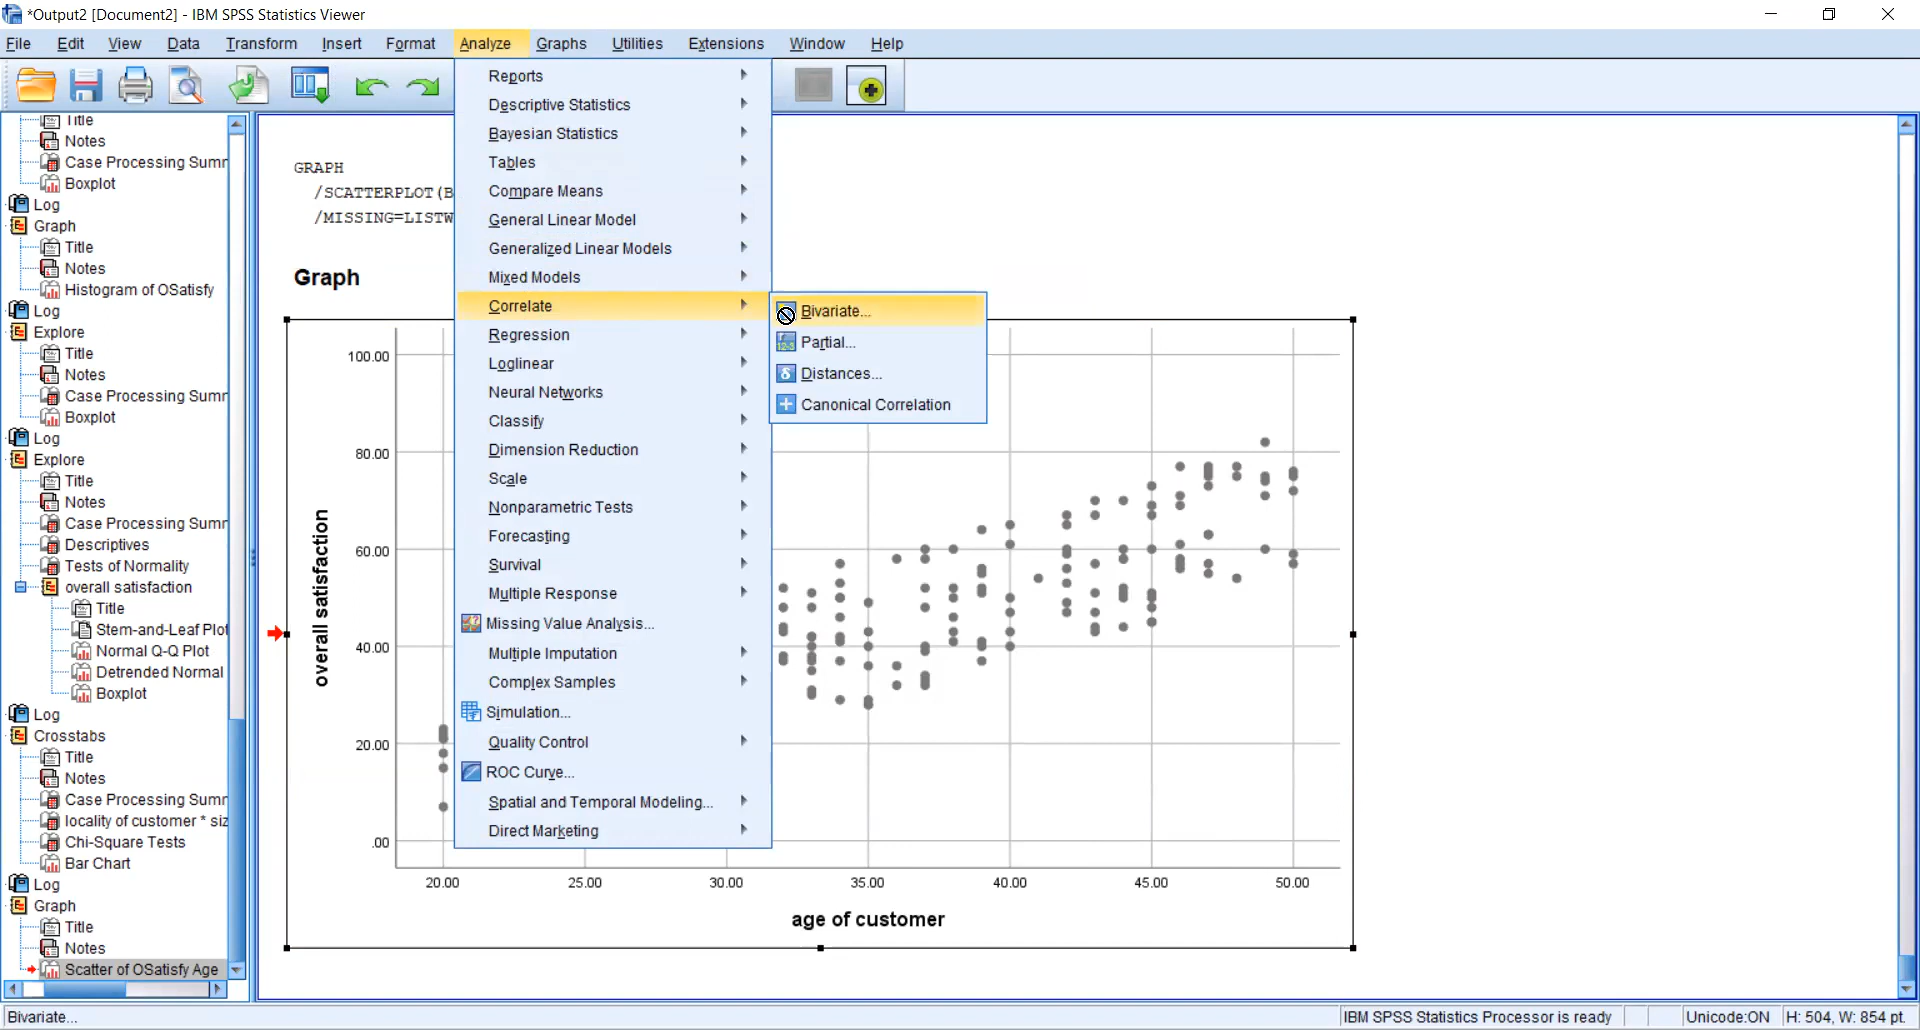 *Output2 [Document2] - IBM SPSS Statistics Viewer
File Edit View Data Transform Insert Format Analyze Graphs Utilities Extensions Window Help
Title
Notes
Case Processing Summ
Boxplot
Log
Graph
Title
Notes
Histogram of OSatisfy
Log
Explore
Title
Notes
Case Processing Summ
Boxplot
Log
Explore
Title
Notes
Case Processing Summ
Descriptives
Tests of Normality
overall satisfaction
Title
Stem-and-Leaf Plot
Normal Q-Q Plot
Detrended Normal
Boxplot
Log
Crosstabs
Title
Notes
Case Processing Summ
locality of customer * siz
Chi-Square Tests
Bar Chart
Log
Graph
Title
Notes
Scatter of OSatisfy Age
GRAPH
/SCATTERPLOT(B
/MISSING=LISTW
Graph
Reports
Descriptive Statistics
Bayesian Statistics
Tables
Compare Means
General Linear Model
Generalized Linear Models
Mixed Models
Correlate
Regression
Loglinear
Neural Networks
Classify
Dimension Reduction
Scale
Nonparametric Tests
Forecasting
Survival
Multiple Response
Missing Value Analysis...
Multiple Imputation
Complex Samples
Simulation...
Quality Control
ROC Curve...
Spatial and Temporal Modeling...
Direct Marketing
Bivariate...
Partial...
Distances...
Canonical Correlation
overall satisfaction
100.00
80.00
60.00
40.00
20.00
.00
20.00 25.00 30.00 35.00 40.00 45.00 50.00
age of customer
Bivariate... IBM SPSS Statistics Processor is ready Unicode:ON H: 504, W: 854 pt.